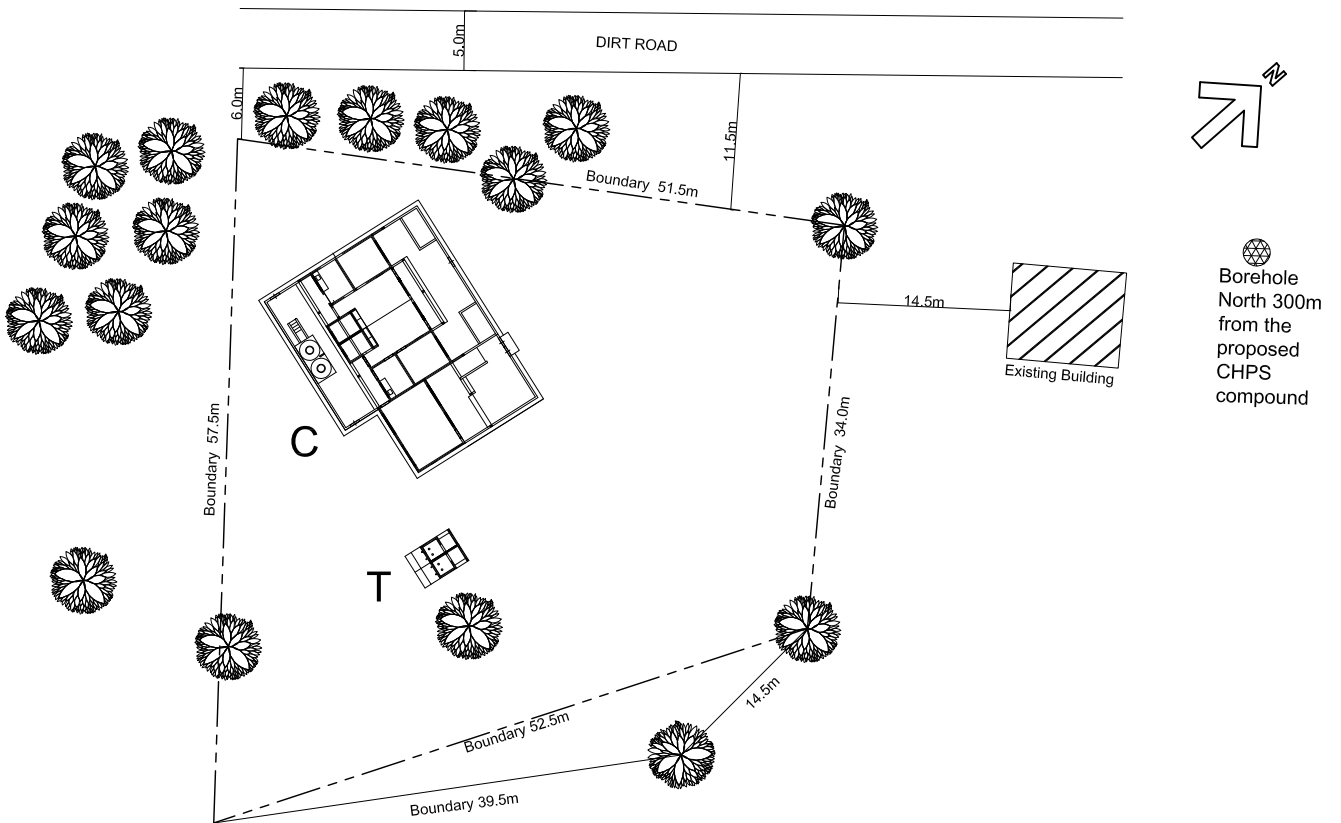 5.0m
DIRT ROAD
6.0m
11.5m
N
Boundary 51.5m
14.5m
Existing Building
Borehole
North 300m
from the
proposed
CHPS
compound
Boundary 57.5m
C
Boundary 34.0m
T
14.5m
Boundary 52.5m
Boundary 39.5m